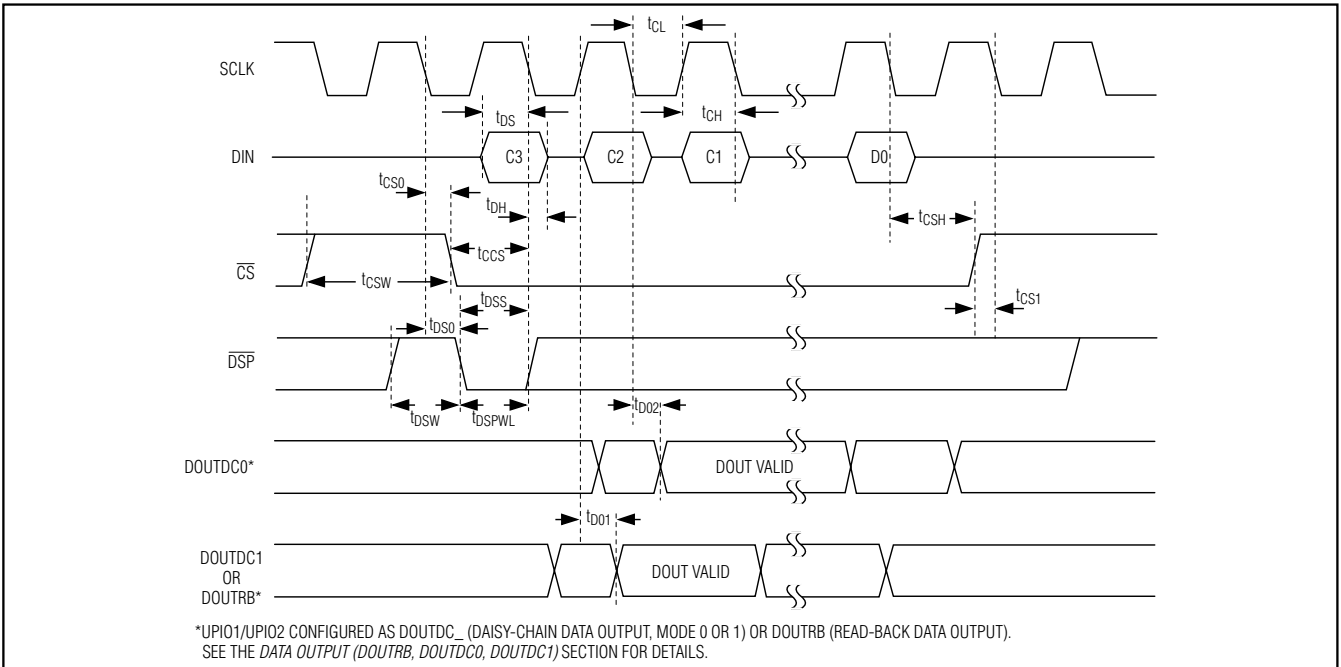 tCL
SCLK
tDS
tCH
DIN
C3
C2
C1
D0
tCS0
tDH
tCSH
tCCS
CS
tCSW
tDSS
tCS1
tDS0
DSP
tDSW
tDSPWL
tD02
DOUTDC0*
DOUT VALID
tD01
DOUTDC1
OR
DOUTRB*
DOUT VALID
*UPIO1/UPIO2 CONFIGURED AS DOUTDC_ (DAISY-CHAIN DATA OUTPUT, MODE 0 OR 1) OR DOUTRB (READ-BACK DATA OUTPUT).
SEE THE DATA OUTPUT (DOUTRB, DOUTDC0, DOUTDC1) SECTION FOR DETAILS.